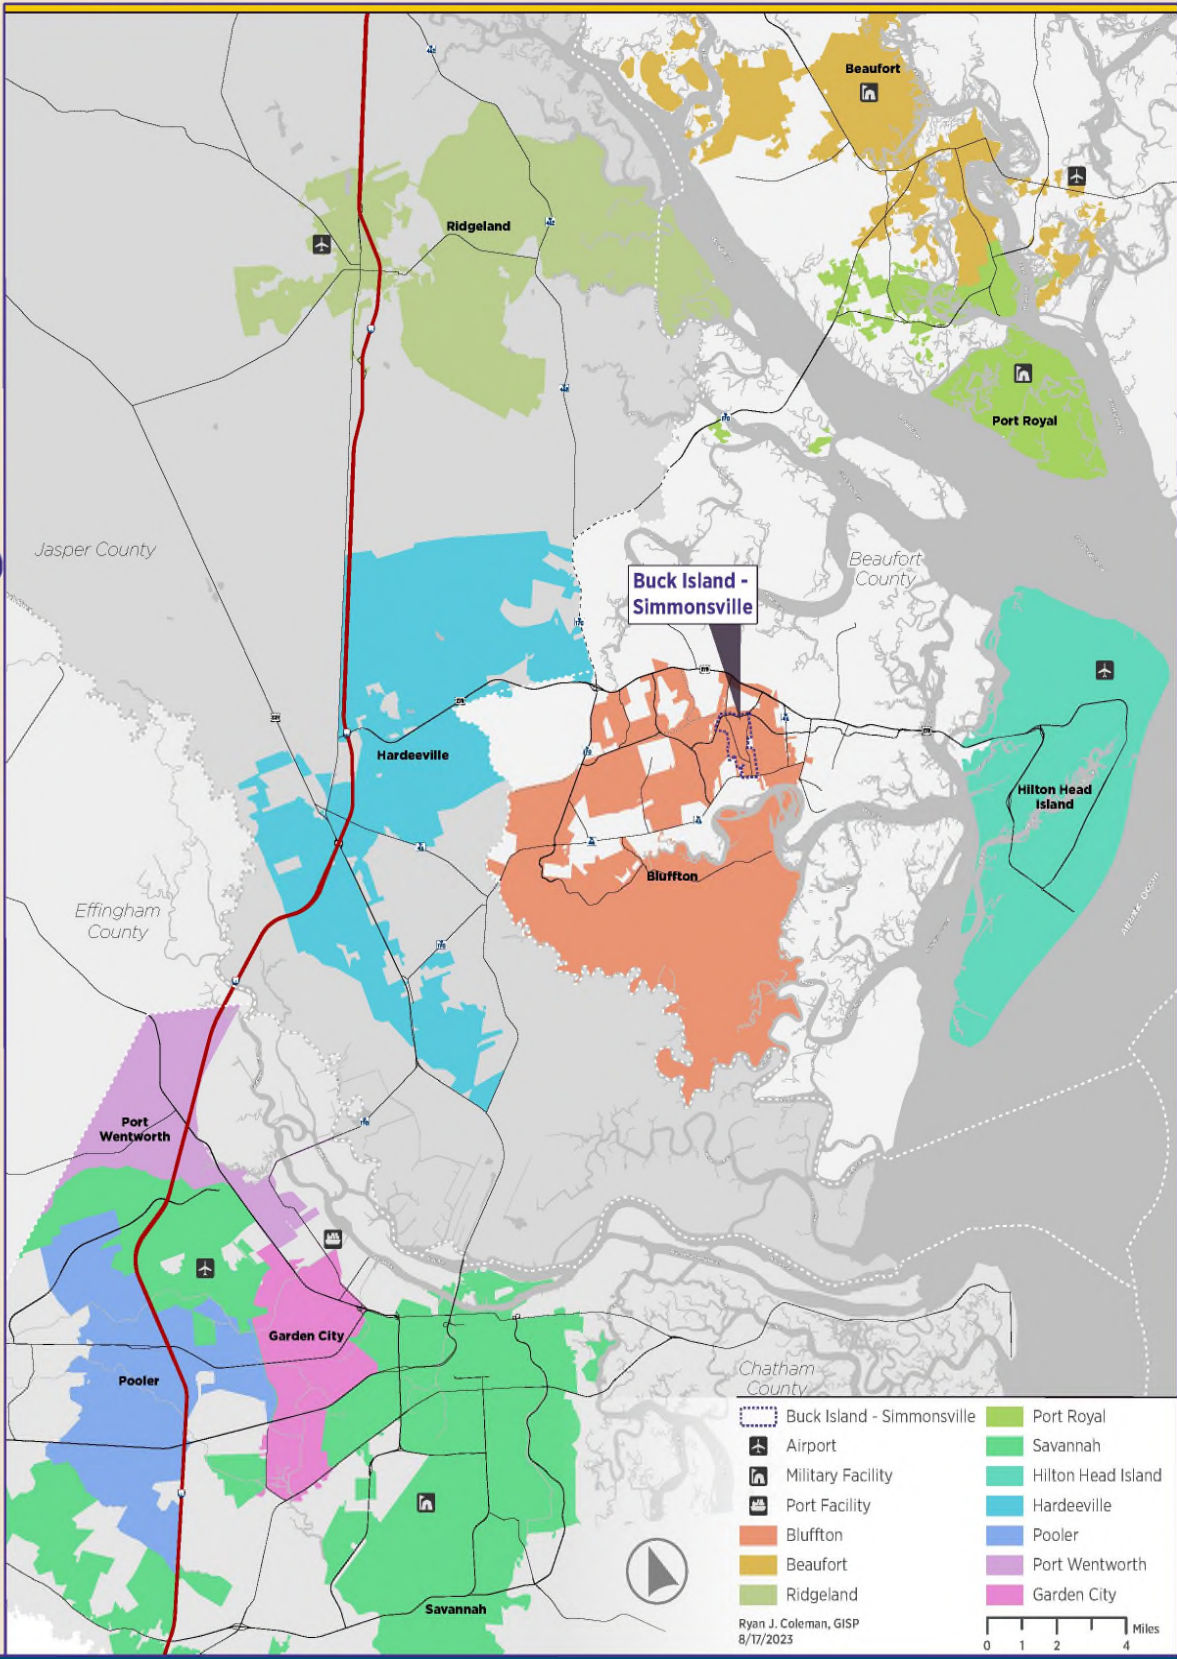 Beaufort
Ridgeland
Port Royal
Jasper County
Beaufort
County
Buck Island -
Simmonsville
Hardeeville
Hilton Head
Island
Bluffton
Effingham
County
Atlantic Ocean
Port
Wentworth
Garden City
Pooler
Chatham
County
Savannah
Buck Island - Simmonsville
Airport
Military Facility
Port Facility
Bluffton
Beaufort
Ridgeland
Port Royal
Savannah
Hilton Head Island
Hardeeville
Pooler
Port Wentworth
Garden City
Ryan J. Coleman, GISP
8/17/2023
0 1 2 4 Miles